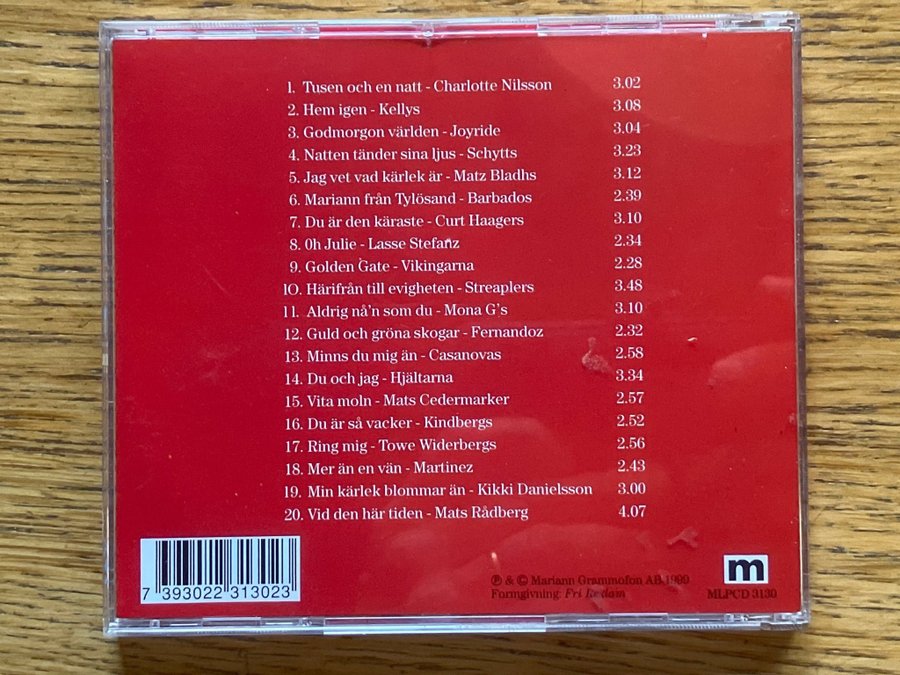 1. Tusen och en natt - Charlotte Nilsson 3.02
2. Hem igen - Kellys 3.08
3. Godmorgon världen - Joyride 3.04
4. Natten tänder sina ljus - Schytts 3.23
5. Jag vet vad kärlek är - Matz Bladhs 3.12
6. Mariann från Tylösand - Barbados 2.39
7. Du är den käraste - Curt Haagers 3.10
8. Oh Julie - Lasse Stefanz 2.34
9. Golden Gate - Vikingarna 2.28
10. Härifrån till evigheten - Streaplers 3.48
11. Aldrig nå'n som du - Mona G's 3.10
12. Guld och gröna skogar - Fernandoz 2.32
13. Minns du mig än - Casanovas 2.58
14. Du och jag - Hjältarna 3.34
15. Vita moln - Mats Cedermarker 2.57
16. Du är så vacker - Kindbergs 2.52
17. Ring mig - Towe Widerbergs 2.56
18. Mer än en vän - Martinez 2.43
19. Min kärlek blommar än - Kikki Danielsson 3.00
20. Vid den här tiden - Mats Rådberg 4.07
7 393022 313023
℗ & © Mariann Grammofon AB 1999
Formgivning: Fri Reklam
m
MLPCD 3130